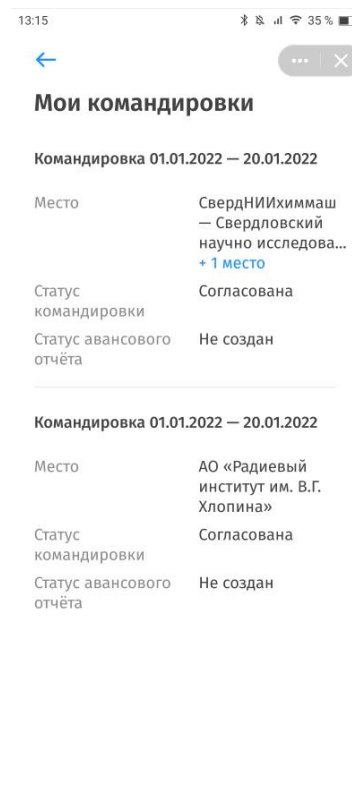 13:15 35 %
Мои командировки
Командировка 01.01.2022 — 20.01.2022
Место СвердНИИхиммаш
— Свердловский
научно исследова...
+ 1 место
Статус Согласована
командировки
Статус авансового Не создан
отчёта
Командировка 01.01.2022 — 20.01.2022
Место АО «Радиевый
институт им. В.Г.
Хлопина»
Статус Согласована
командировки
Статус авансового Не создан
отчёта